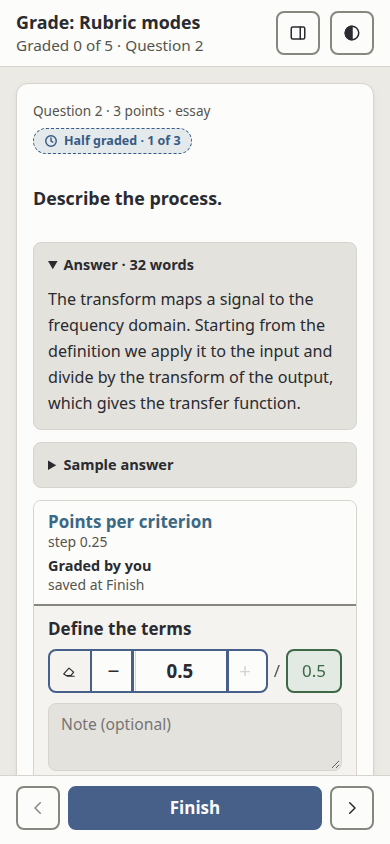 Grade: Rubric modes
Graded 0 of 5 · Question 2
Question 2 · 3 points · essay
Half graded · 1 of 3
Describe the process.
Answer · 32 words
The transform maps a signal to the
frequency domain. Starting from the
definition we apply it to the input and
divide by the transform of the output,
which gives the transfer function.
Sample answer
Points per criterion
step 0.25
Graded by you
saved at Finish
Define the terms
− 0.5 + / 0.5
Note (optional)
Finish